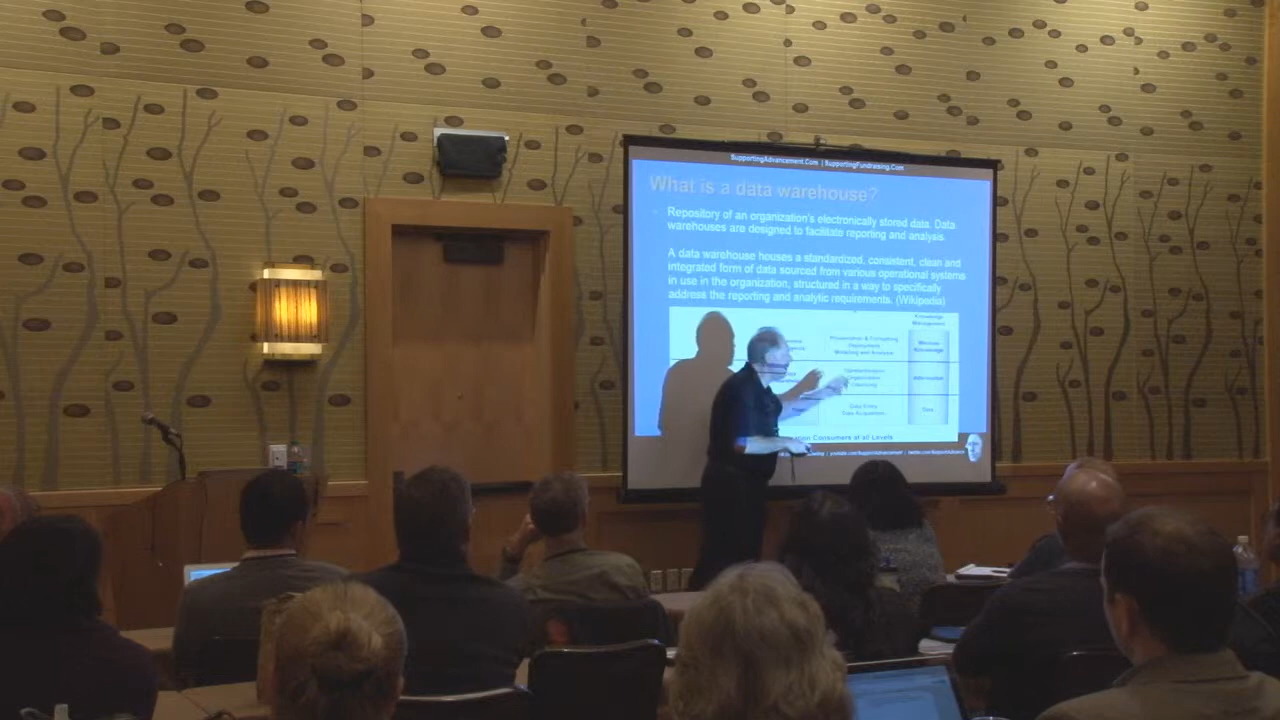 SupportingAdvancement.Com | SupportingFundraising.Com
What is a data warehouse?
Repository of an organization's electronically stored data. Data
warehouses are designed to facilitate reporting and analysis.
A data warehouse houses a standardized, consistent, clean and
integrated form of data sourced from various operational systems
in use in the organization, structured in a way to specifically
address the reporting and analytic requirements. (Wikipedia)
Knowledge
Management
Presentation & Formatting
Deployment
Modeling and Analysis
Knowledge
Standardization
Organization
Information
Data Entry
Data Acquisition
Data
Consumers at all Levels